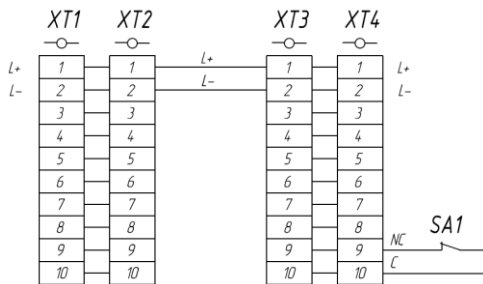 XT1 XT2 XT3 XT4
L+ 1 1 L+ 1 1 L+
L- 2 2 L- 2 2 L-
3 3 3 3
4 4 4 4
5 5 5 5
6 6 6 6
7 7 7 7
8 8 8 8 SA1
9 9 9 9 NC
10 10 10 10 C